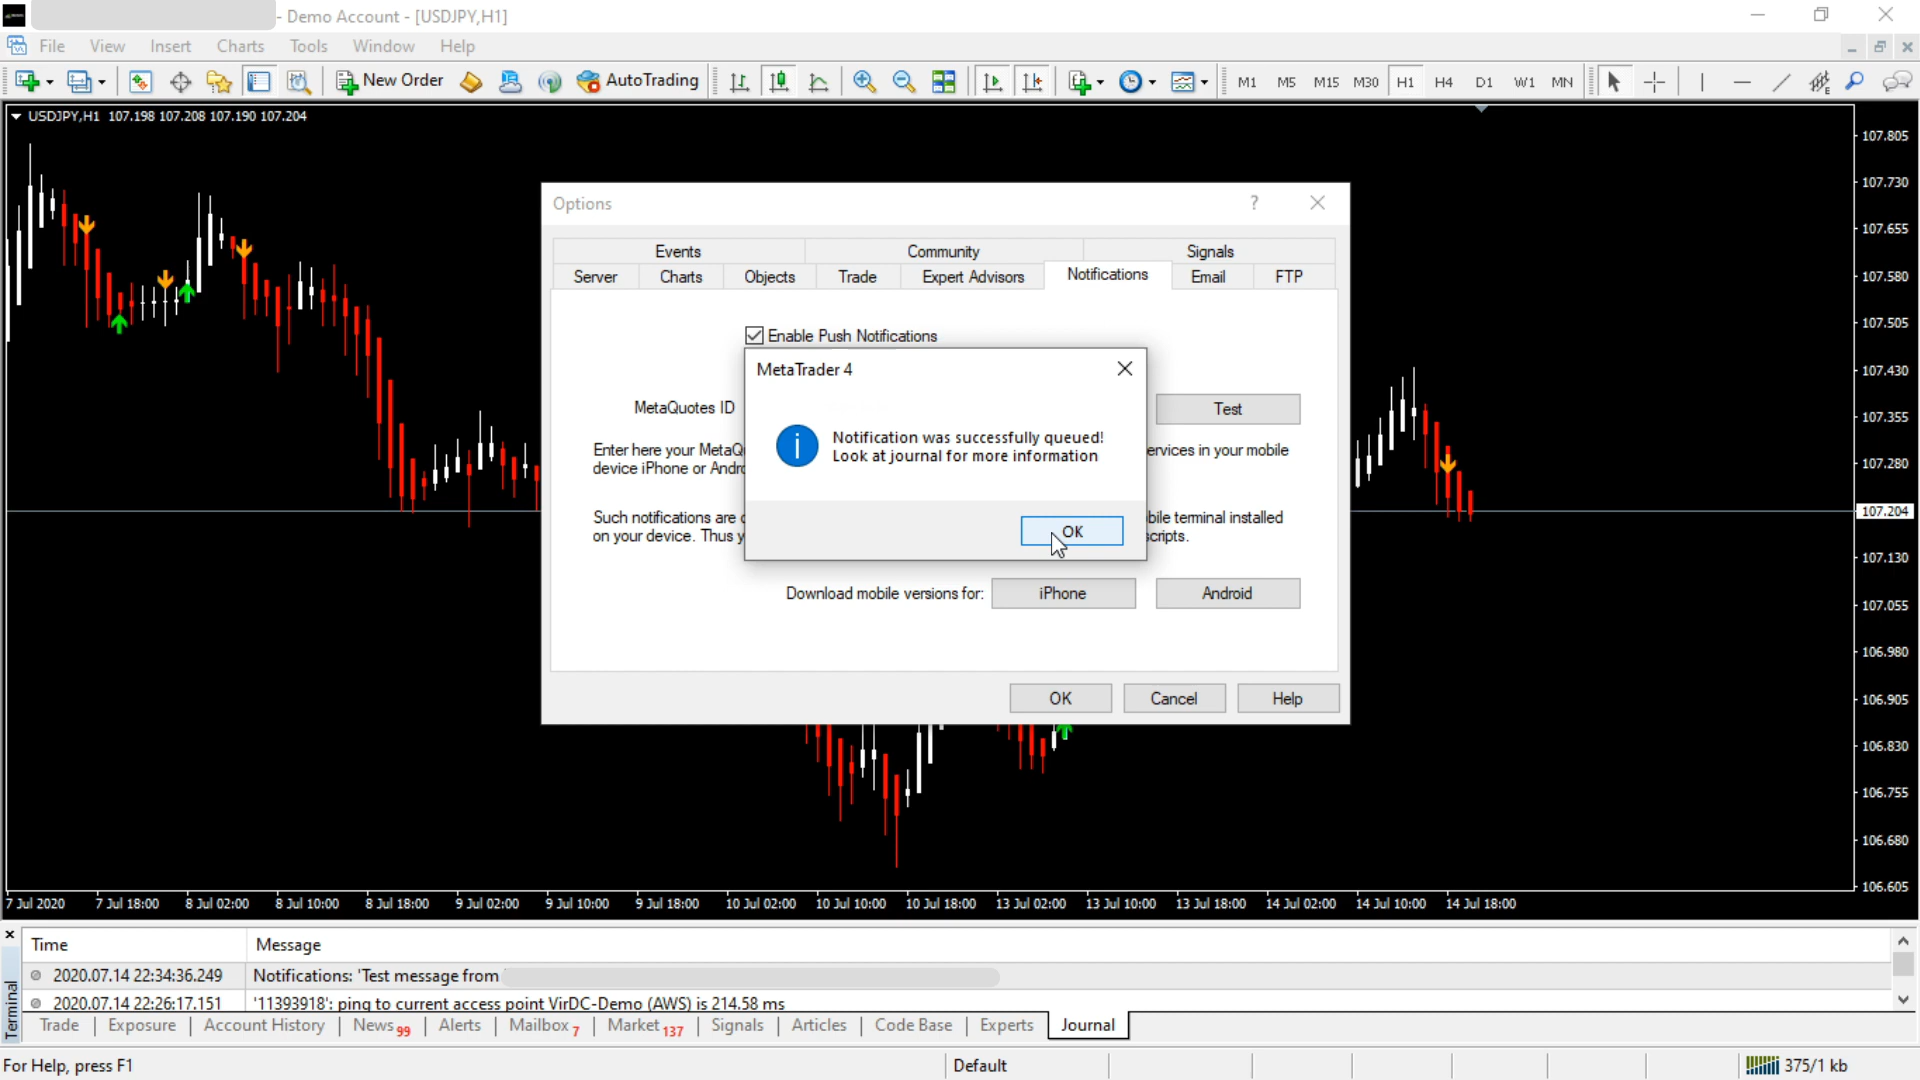 - Demo Account - [USDJPY,H1]
File View Insert Charts Tools Window Help
New Order AutoTrading M1 M5 M15 M30 H1 H4 D1 W1 MN
USDJPY,H1 107.198 107.208 107.190 107.204
107.805
107.730
107.655
107.580
107.505
107.430
107.355
107.280
107.204
107.130
107.055
106.980
106.905
106.830
106.755
106.680
106.605
Options
Events Community Signals
Server Charts Objects Trade Expert Advisors Notifications Email FTP
Enable Push Notifications
MetaTrader 4
MetaQuotes ID
Test
Notification was successfully queued!
Look at journal for more information
OK
Enter here your MetaQ
ervices in your mobile
device iPhone or Andr
Such notifications are
bile terminal installed
on your device. Thus y
scripts.
Download mobile versions for: iPhone Android
OK Cancel Help
7 Jul 2020 7 Jul 18:00 8 Jul 02:00 8 Jul 10:00 8 Jul 18:00 9 Jul 02:00 9 Jul 10:00 9 Jul 18:00 10 Jul 02:00 10 Jul 10:00 10 Jul 18:00 13 Jul 02:00 13 Jul 10:00 13 Jul 18:00 14 Jul 02:00 14 Jul 10:00 14 Jul 18:00
Terminal
Time Message
2020.07.14 22:34:36.249 Notifications: 'Test message from
2020.07.14 22:26:17.151 '11393918': ping to current access point VirDC-Demo (AWS) is 214.58 ms
Trade Exposure Account History News 99 Alerts Mailbox 7 Market 137 Signals Articles Code Base Experts Journal
For Help, press F1 Default 375/1 kb